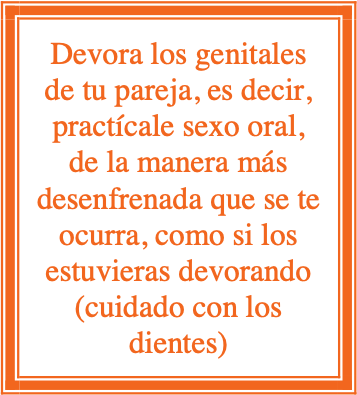 Devora los genitales
de tu pareja, es decir,
practícale sexo oral,
de la manera más
desenfrenada que se te
ocurra, como si los
estuvieras devorando
(cuidado con los
dientes)